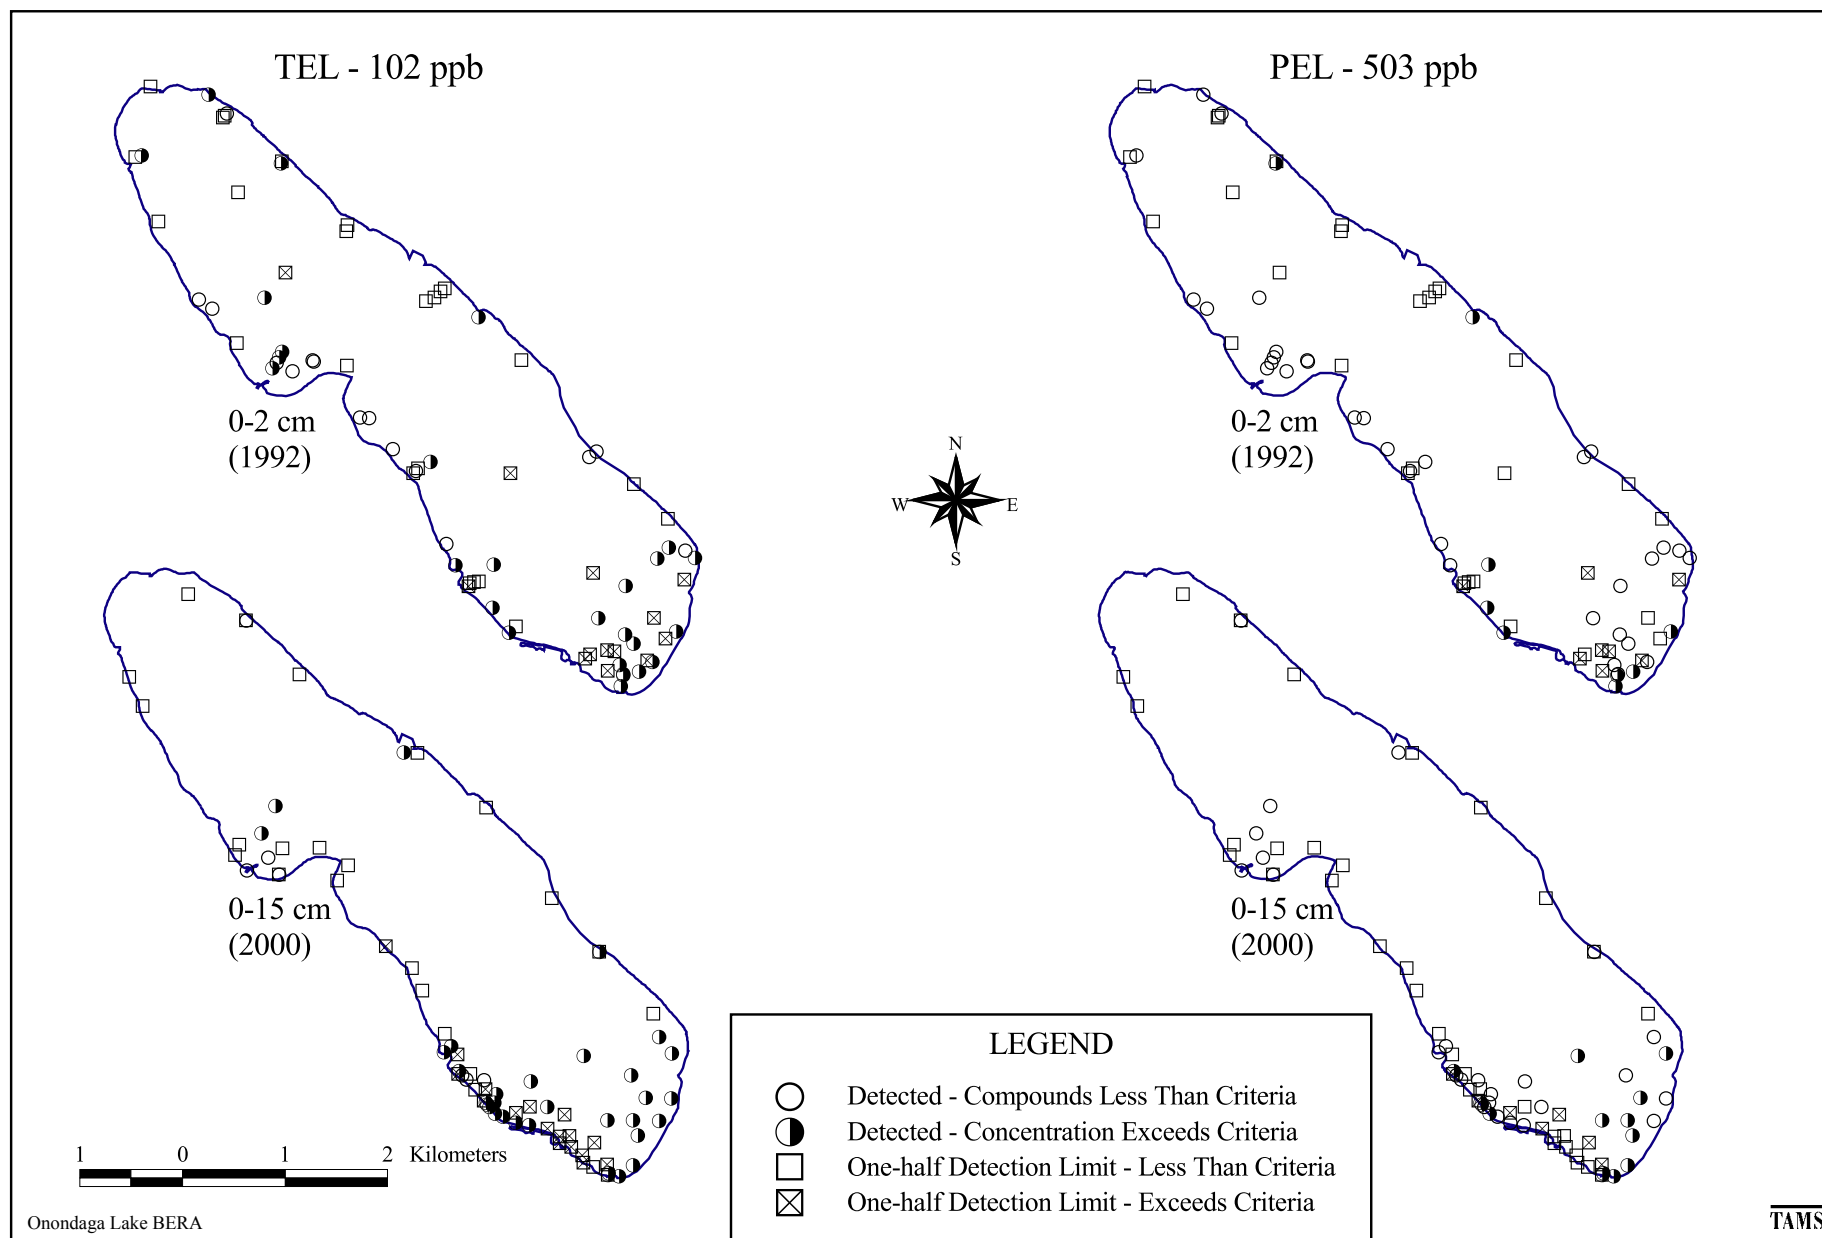 TEL - 102 ppb
PEL - 503 ppb
0-2 cm
(1992)
0-2 cm
(1992)
N
W
E
S
0-15 cm
(2000)
0-15 cm
(2000)
LEGEND
Detected - Compounds Less Than Criteria
Detected - Concentration Exceeds Criteria
One-half Detection Limit - Less Than Criteria
One-half Detection Limit - Exceeds Criteria
1 0 1 2 Kilometers
Onondaga Lake BERA
TAMS